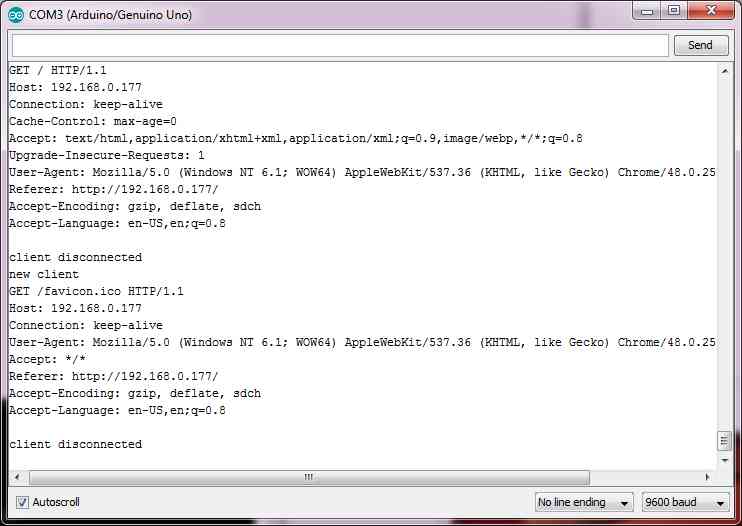 COM3 (Arduino/Genuino Uno)
Send
GET / HTTP/1.1
Host: 192.168.0.177
Connection: keep-alive
Cache-Control: max-age=0
Accept: text/html,application/xhtml+xml,application/xml;q=0.9,image/webp,*/*;q=0.8
Upgrade-Insecure-Requests: 1
User-Agent: Mozilla/5.0 (Windows NT 6.1; WOW64) AppleWebKit/537.36 (KHTML, like Gecko) Chrome/48.0.25
Referer: http://192.168.0.177/
Accept-Encoding: gzip, deflate, sdch
Accept-Language: en-US,en;q=0.8
client disconnected
new client
GET /favicon.ico HTTP/1.1
Host: 192.168.0.177
Connection: keep-alive
User-Agent: Mozilla/5.0 (Windows NT 6.1; WOW64) AppleWebKit/537.36 (KHTML, like Gecko) Chrome/48.0.25
Accept: */*
Referer: http://192.168.0.177/
Accept-Encoding: gzip, deflate, sdch
Accept-Language: en-US,en;q=0.8
client disconnected
Autoscroll
No line ending
9600 baud